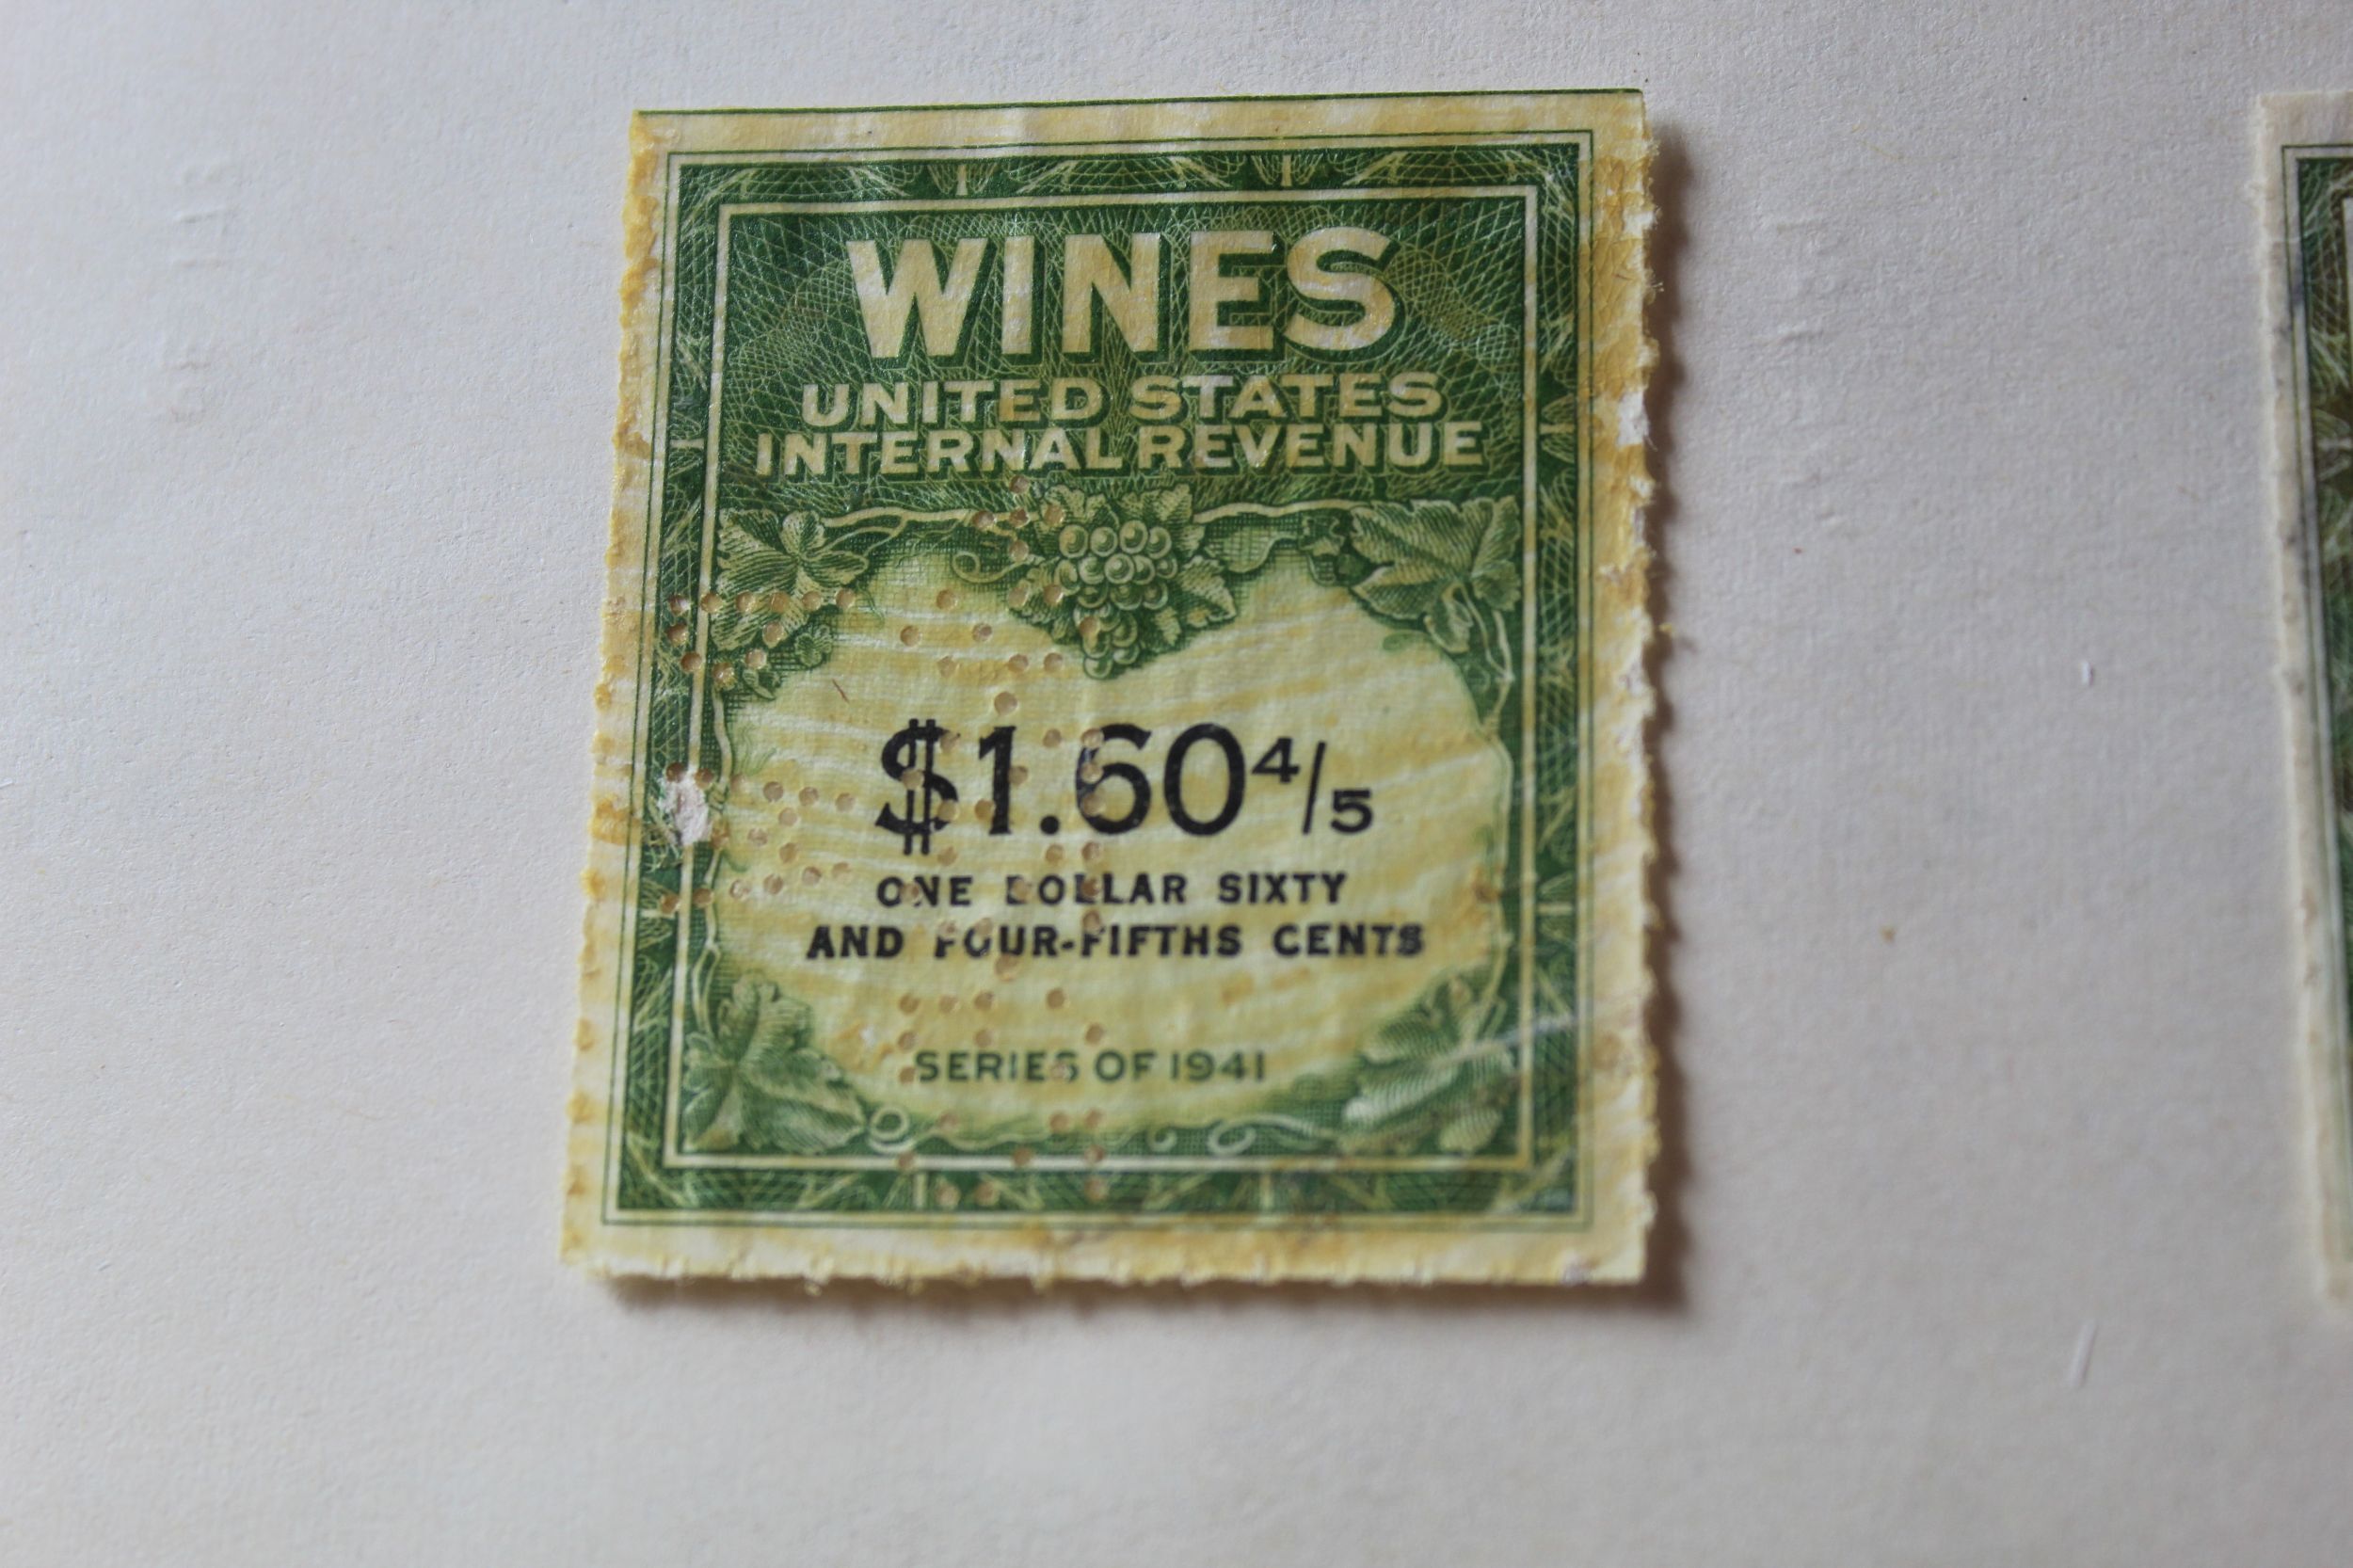 WINES
UNITED STATES
INTERNAL REVENUE
$1.60 4/5
ONE DOLLAR SIXTY
AND FOUR-FIFTHS CENTS
SERIES OF 1941